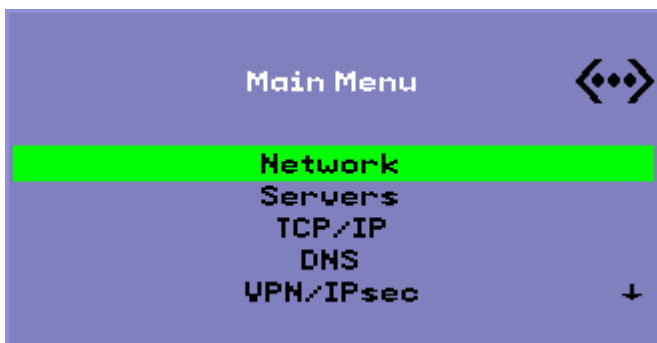 Main Menu
Network
Servers
TCP/IP
DNS
VPN/IPsec